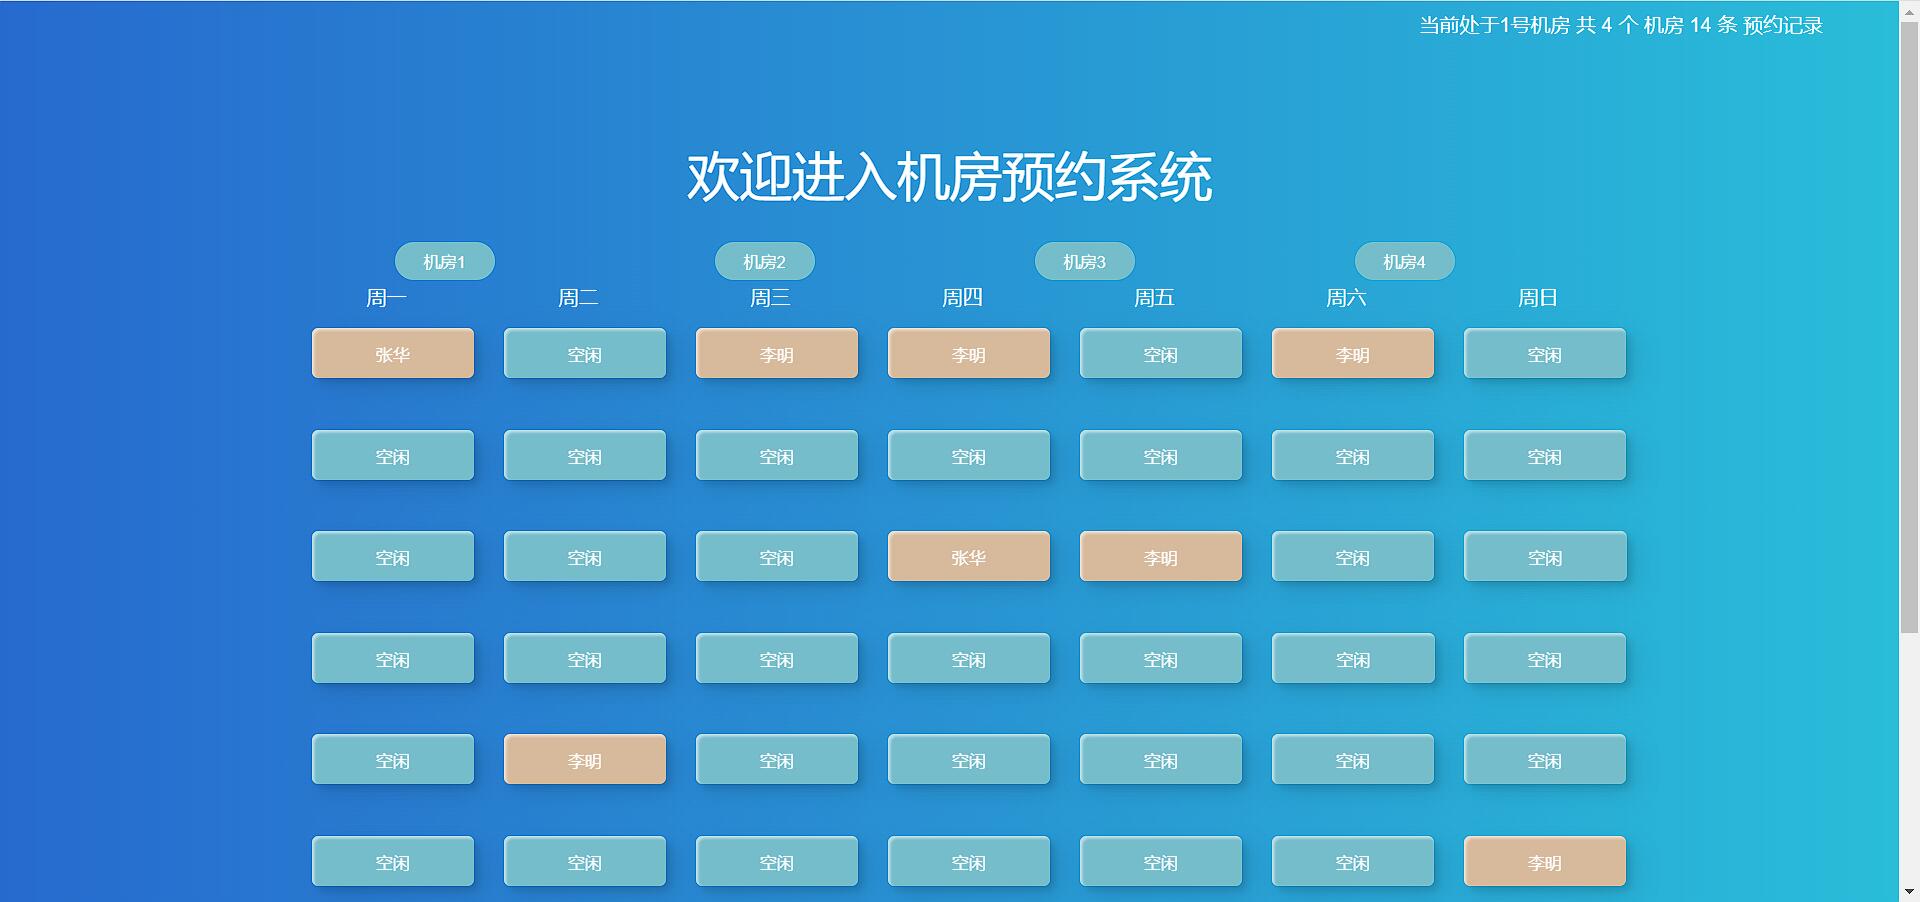 当前处于1号机房 共 4 个 机房 14 条 预约记录
欢迎进入机房预约系统
机房1 机房2 机房3 机房4
周一 周二 周三 周四 周五 周六 周日
张华 空闲 李明 李明 空闲 李明 空闲
空闲 空闲 空闲 空闲 空闲 空闲 空闲
空闲 空闲 空闲 张华 李明 空闲 空闲
空闲 空闲 空闲 空闲 空闲 空闲 空闲
空闲 李明 空闲 空闲 空闲 空闲 空闲
空闲 空闲 空闲 空闲 空闲 空闲 李明